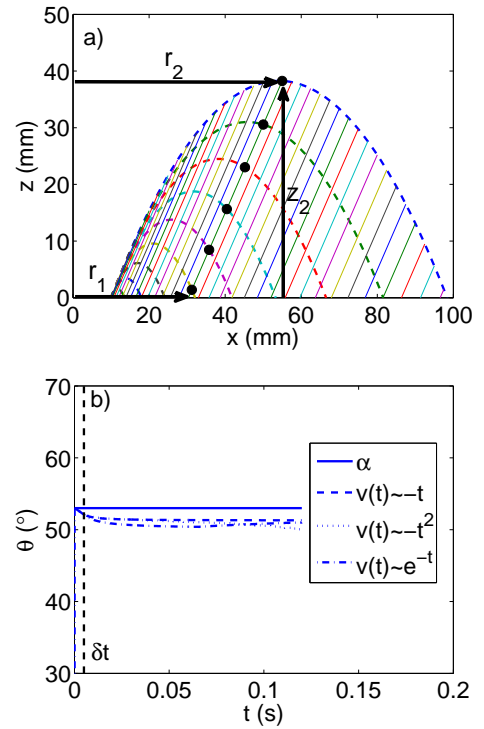 a)
r₂
z₂
r₁
z (mm)
50
40
30
20
10
0
0 20 40 60 80 100
x (mm)
b)
θ (°)
70
60
50
40
30
α
v(t)~-t
v(t)~-t²
v(t)~e⁻ᵗ
δt
0 0.05 0.1 0.15 0.2
t (s)